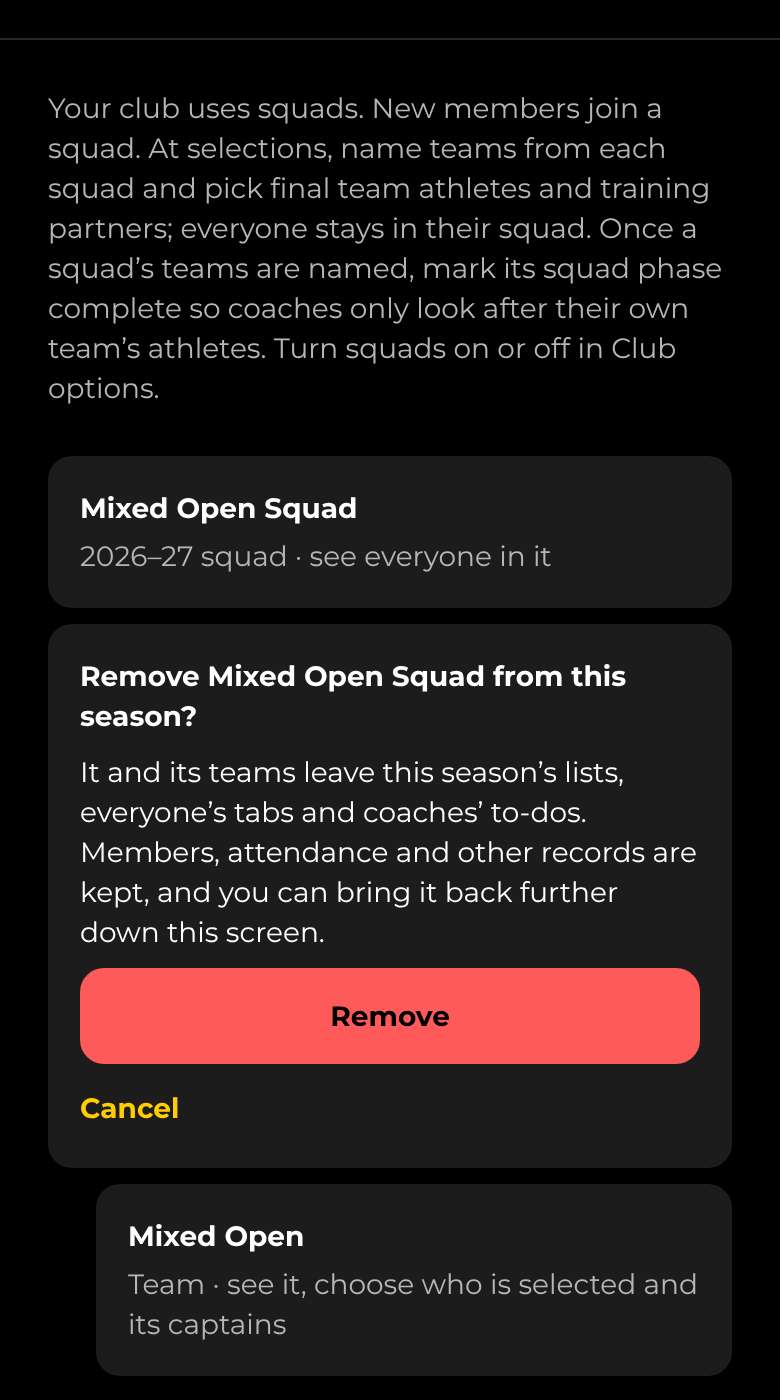 Your club uses squads. New members join a
squad. At selections, name teams from each
squad and pick final team athletes and training
partners; everyone stays in their squad. Once a
squad’s teams are named, mark its squad phase
complete so coaches only look after their own
team’s athletes. Turn squads on or off in Club
options.
Mixed Open Squad
2026–27 squad · see everyone in it
Remove Mixed Open Squad from this
season?
It and its teams leave this season’s lists,
everyone’s tabs and coaches’ to-dos.
Members, attendance and other records are
kept, and you can bring it back further
down this screen.
Remove
Cancel
Mixed Open
Team · see it, choose who is selected and
its captains